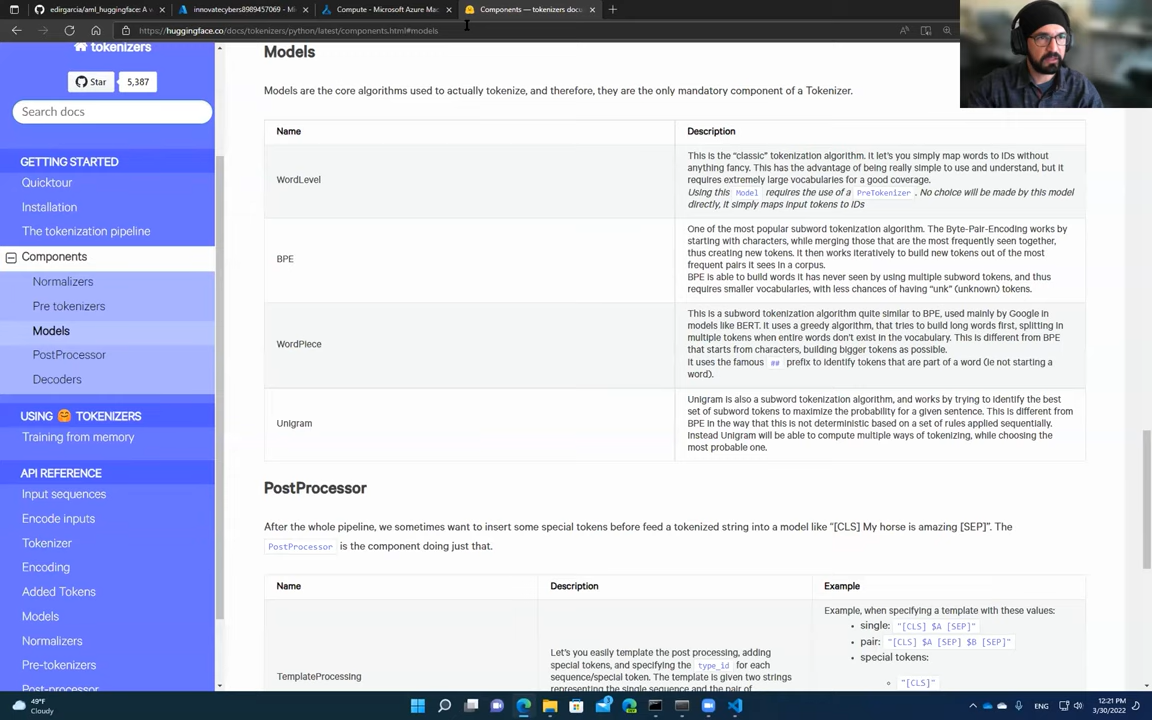 edirgarcia/aml_huggingface: A w
innovatecybers8989457069 - Mi
Compute - Microsoft Azure Mac
Components — tokenizers docu
https://huggingface.co/docs/tokenizers/python/latest/components.html#models
tokenizers
Star
5,387
Search docs
GETTING STARTED
Quicktour
Installation
The tokenization pipeline
Components
Normalizers
Pre tokenizers
Models
PostProcessor
Decoders
USING 🤗 TOKENIZERS
Training from memory
API REFERENCE
Input sequences
Encode inputs
Tokenizer
Encoding
Added Tokens
Models
Normalizers
Pre-tokenizers
Post-processor
Models
Models are the core algorithms used to actually tokenize, and therefore, they are the only mandatory component of a Tokenizer.
Name Description
WordLevel
This is the “classic” tokenization algorithm. It let’s you simply map words to IDs without
anything fancy. This has the advantage of being really simple to use and understand, but it
requires extremely large vocabularies for a good coverage.
Using this Model requires the use of a PreTokenizer . No choice will be made by this model
directly, it simply maps input tokens to IDs
BPE
One of the most popular subword tokenization algorithm. The Byte-Pair-Encoding works by
starting with characters, while merging those that are the most frequently seen together,
thus creating new tokens. It then works iteratively to build new tokens out of the most
frequent pairs it sees in a corpus.
BPE is able to build words it has never seen by using multiple subword tokens, and thus
requires smaller vocabularies, with less chances of having “unk” (unknown) tokens.
WordPiece
This is a subword tokenization algorithm quite similar to BPE, used mainly by Google in
models like BERT. It uses a greedy algorithm, that tries to build long words first, splitting in
multiple tokens when entire words don’t exist in the vocabulary. This is different from BPE
that starts from characters, building bigger tokens as possible.
It uses the famous ## prefix to identify tokens that are part of a word (ie not starting a
word).
Unigram
Unigram is also a subword tokenization algorithm, and works by trying to identify the best
set of subword tokens to maximize the probability for a given sentence. This is different from
BPE in the way that this is not deterministic based on a set of rules applied sequentially.
Instead Unigram will be able to compute multiple ways of tokenizing, while choosing the
most probable one.
PostProcessor
After the whole pipeline, we sometimes want to insert some special tokens before feed a tokenized string into a model like “[CLS] My horse is amazing [SEP]”. The
PostProcessor is the component doing just that.
Name Description Example
TemplateProcessing
Let’s you easily template the post processing, adding
special tokens, and specifying the type_id for each
sequence/special token. The template is given two strings
representing the single sequence and the pair of
Example, when specifying a template with these values:
• single: "[CLS] $A [SEP]"
• pair: "[CLS] $A [SEP] $B [SEP]"
• special tokens:
"[CLS]"
49°F
Cloudy
ENG
12:21 PM
3/30/2022